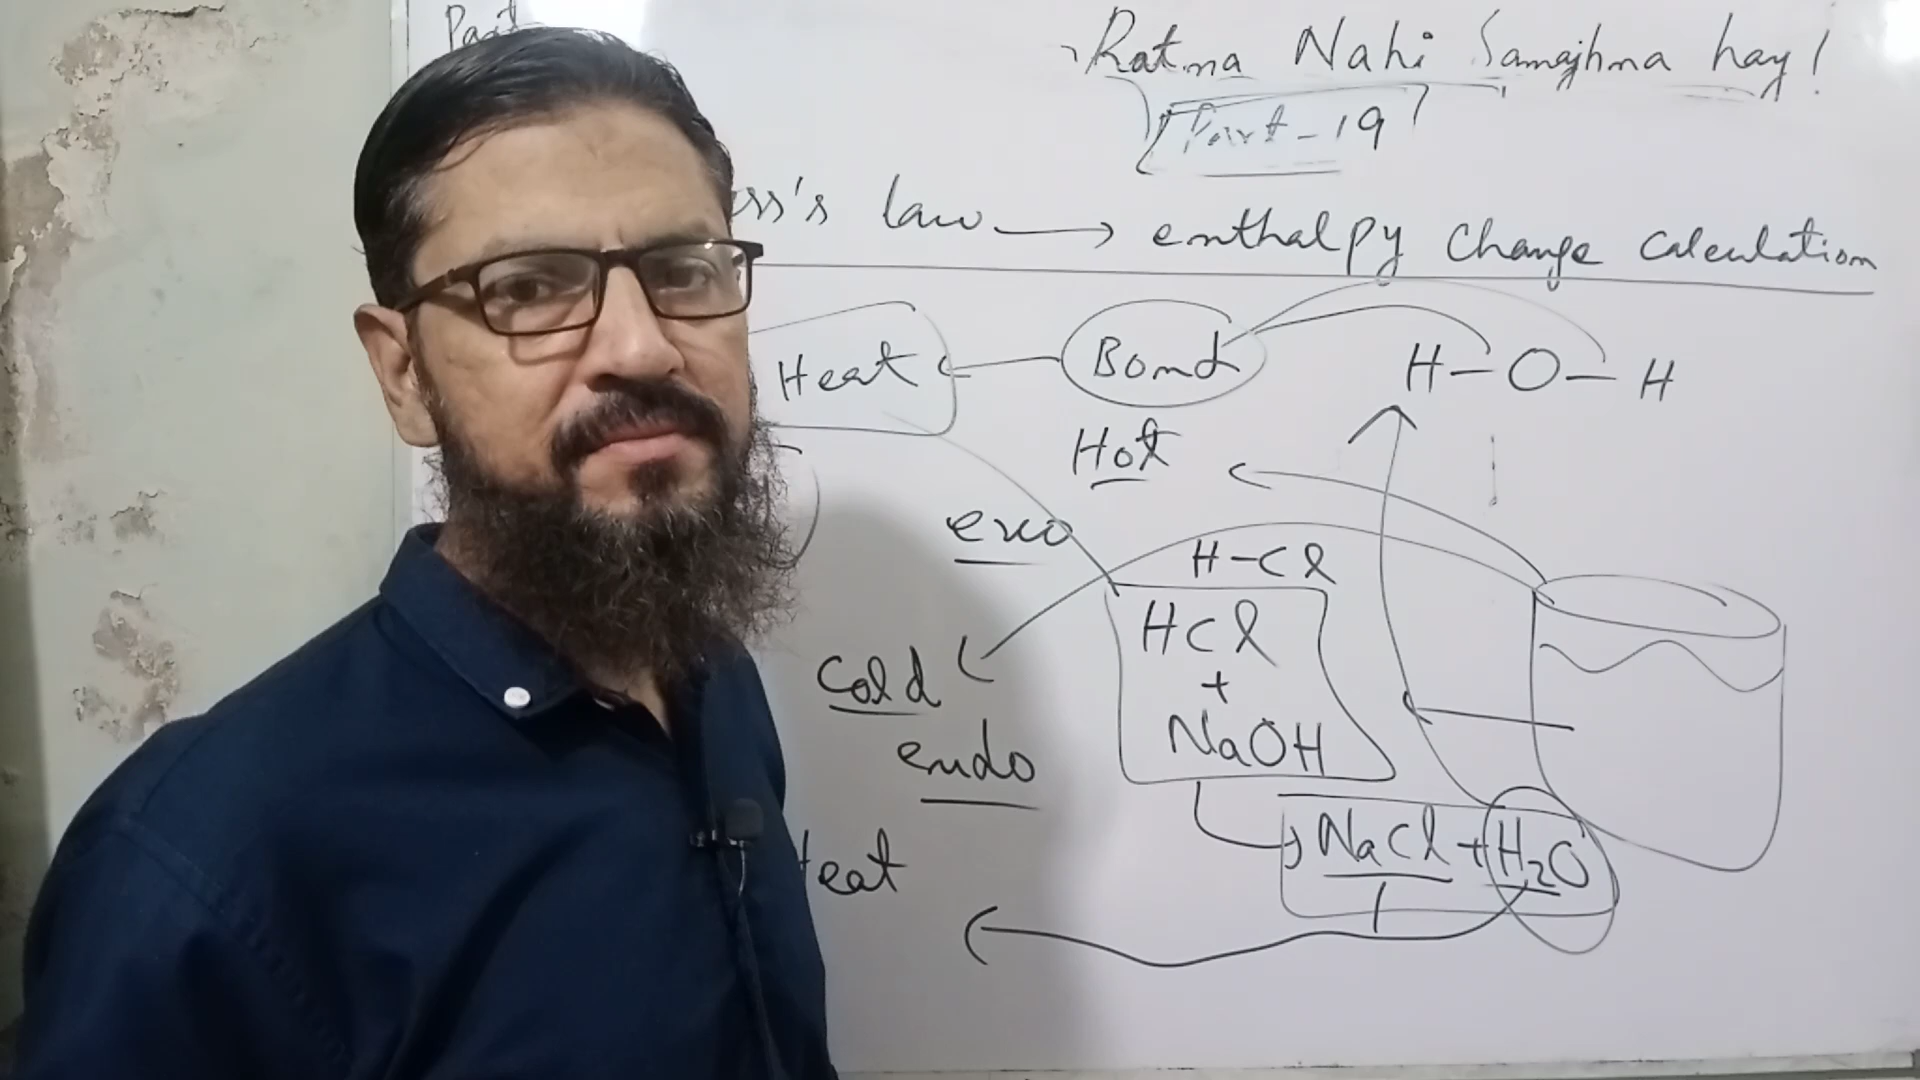 Part
Ratna Nahi Samajhna hay!
Part-19
ss's law → enthalpy change calculation
Heat
Bond
H-O-H
Hot
exo
H-Cl
HCl
+
NaOH
Cold
endo
NaCl + H2O
eat